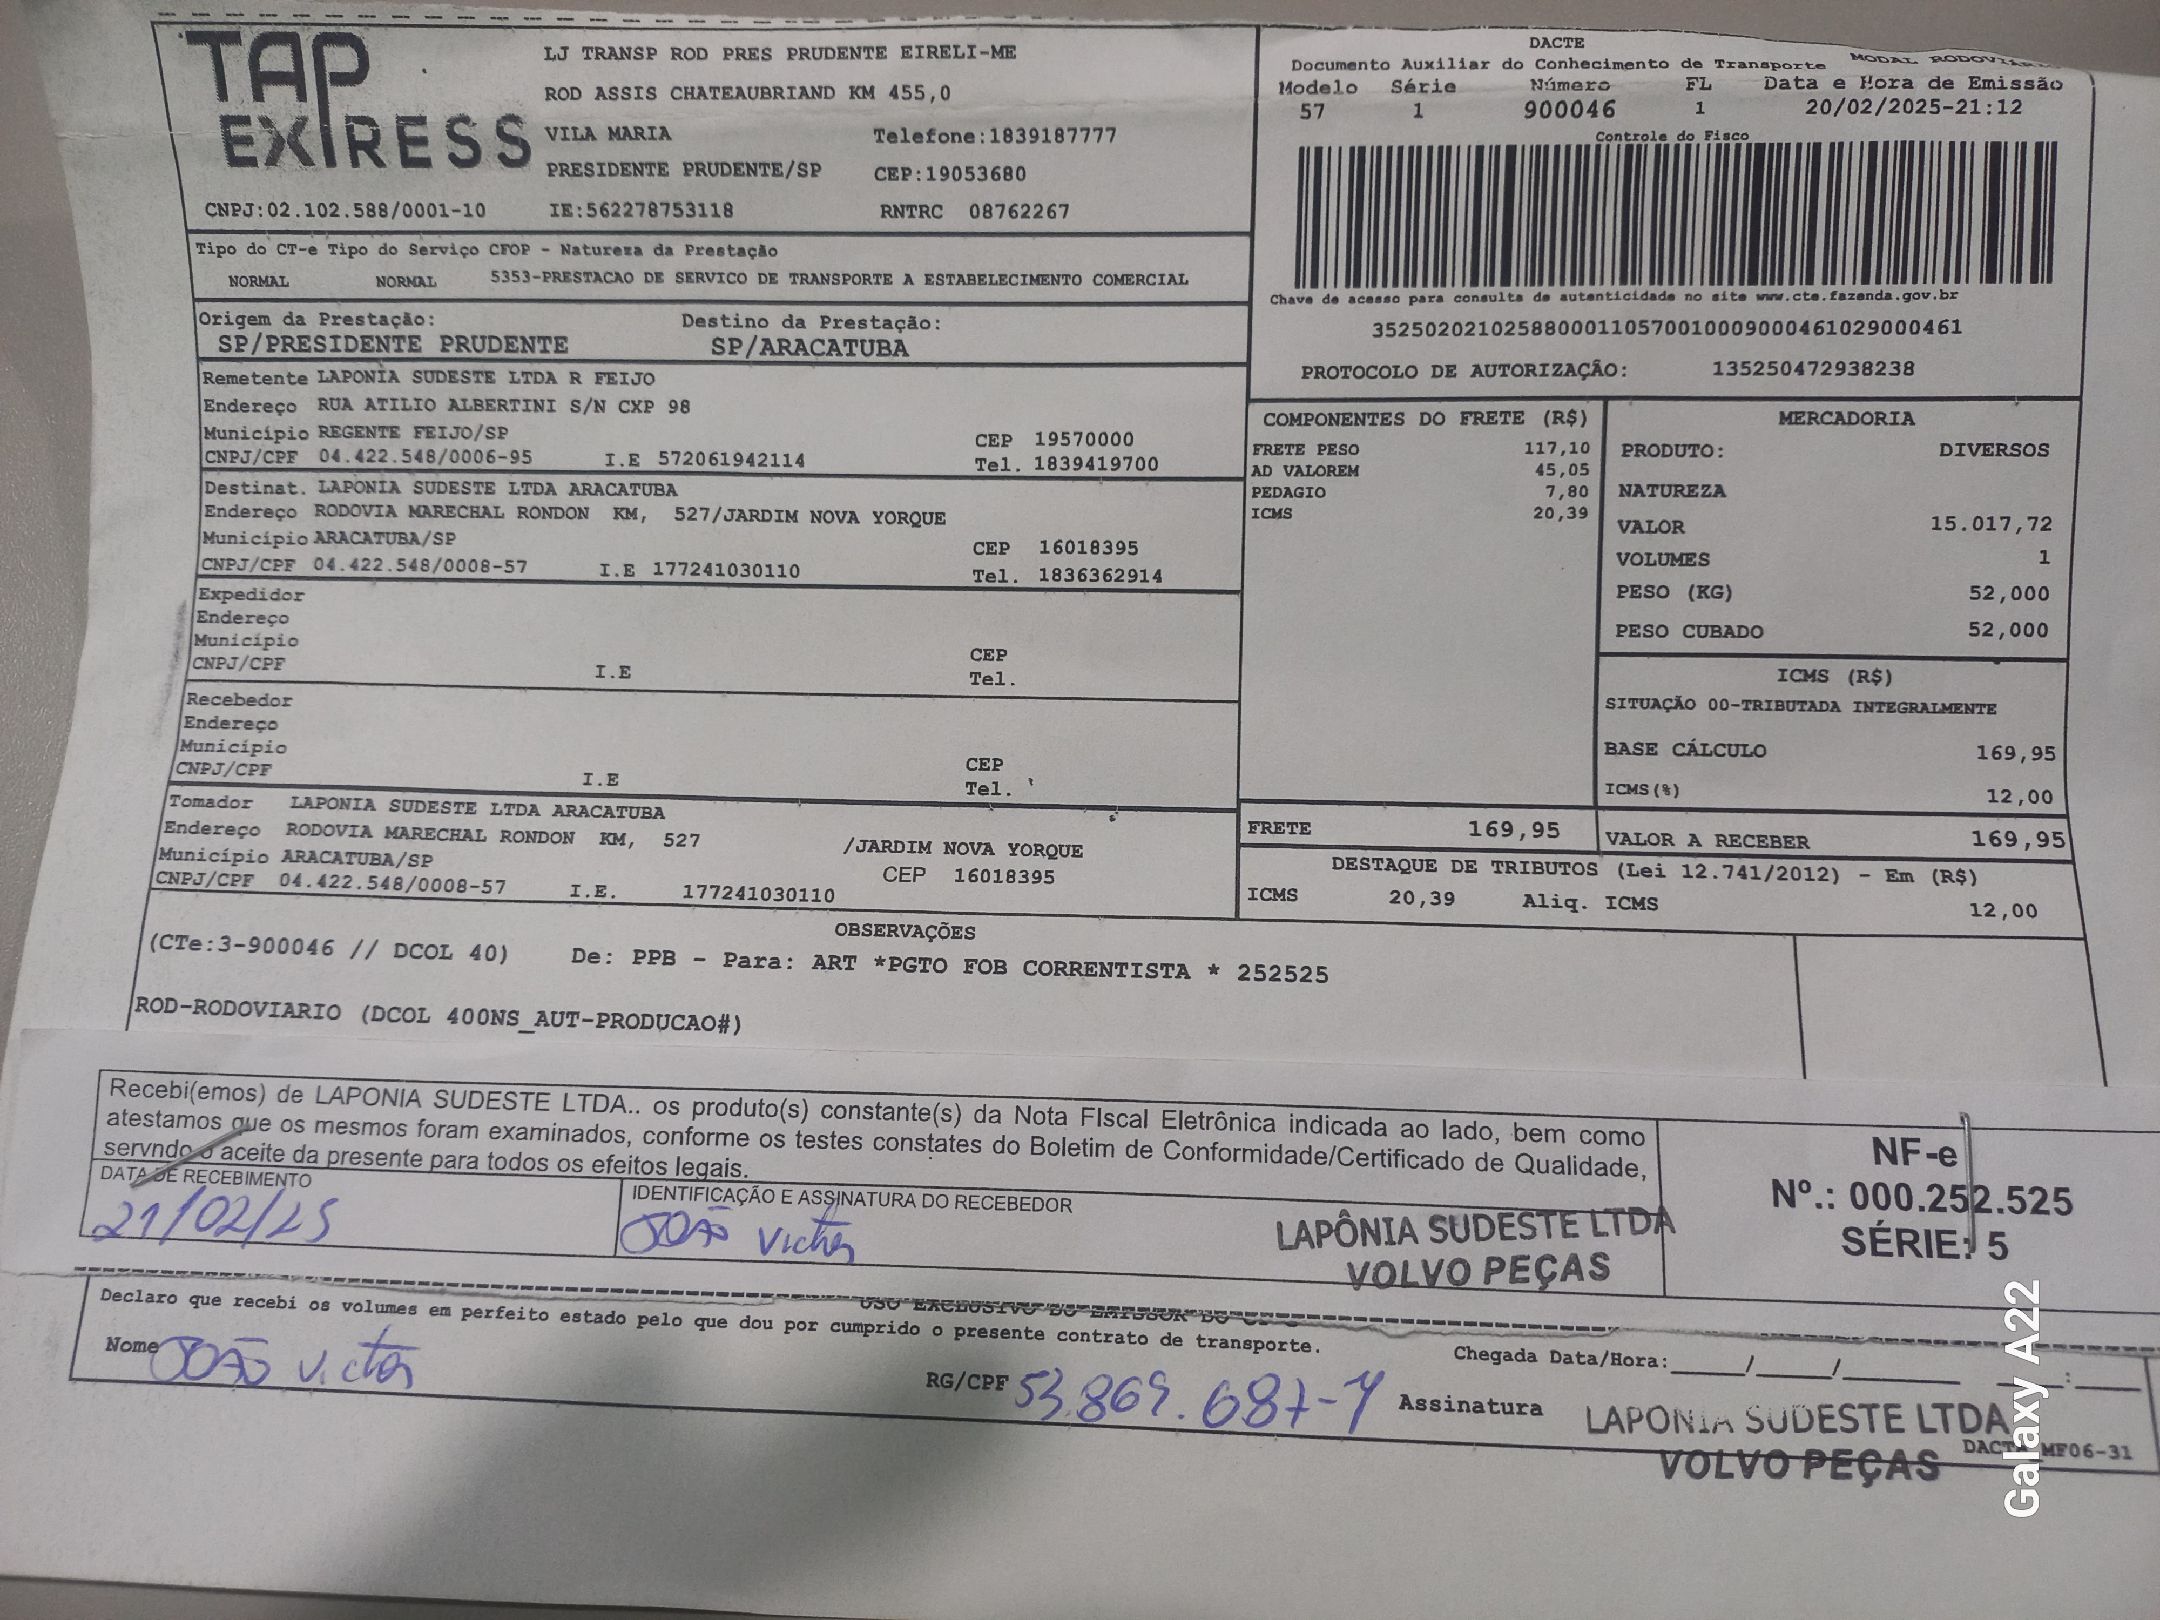 TAP
EXPRESS
LJ TRANSP ROD PRES PRUDENTE EIRELI-ME
ROD ASSIS CHATEAUBRIAND KM 455,0
VILA MARIA Telefone:1839187777
PRESIDENTE PRUDENTE/SP CEP:19053680
CNPJ:02.102.588/0001-10 IE:562278753118 RNTRC 08762267
DACTE
Documento Auxiliar do Conhecimento de Transporte MODAL RODOVIÁRIO
Modelo Série Número FL Data e Hora de Emissão
57 1 900046 1 20/02/2025-21:12
Controle do Fisco
Chave de acesso para consulta de autenticidade no site www.cte.fazenda.gov.br
35250202102588000110570010009000461029000461
PROTOCOLO DE AUTORIZAÇÃO: 135250472938238
Tipo do CT-e Tipo do Serviço CFOP - Natureza da Prestação
NORMAL NORMAL 5353-PRESTACAO DE SERVICO DE TRANSPORTE A ESTABELECIMENTO COMERCIAL
Origem da Prestação: Destino da Prestação:
SP/PRESIDENTE PRUDENTE SP/ARACATUBA
Remetente LAPONIA SUDESTE LTDA R FEIJO
Endereço RUA ATILIO ALBERTINI S/N CXP 98
Município REGENTE FEIJO/SP CEP 19570000
CNPJ/CPF 04.422.548/0006-95 I.E 572061942114 Tel. 1839419700
Destinat. LAPONIA SUDESTE LTDA ARACATUBA
Endereço RODOVIA MARECHAL RONDON KM, 527/JARDIM NOVA YORQUE
Município ARACATUBA/SP CEP 16018395
CNPJ/CPF 04.422.548/0008-57 I.E 177241030110 Tel. 1836362914
Expedidor
Endereço
Município CEP
CNPJ/CPF I.E Tel.
Recebedor
Endereço
Município CEP
CNPJ/CPF I.E Tel.
Tomador LAPONIA SUDESTE LTDA ARACATUBA
Endereço RODOVIA MARECHAL RONDON KM, 527 /JARDIM NOVA YORQUE
Município ARACATUBA/SP CEP 16018395
CNPJ/CPF 04.422.548/0008-57 I.E. 177241030110
COMPONENTES DO FRETE (R$)
FRETE PESO 117,10
AD VALOREM 45,05
PEDAGIO 7,80
ICMS 20,39
MERCADORIA
PRODUTO: DIVERSOS
NATUREZA
VALOR 15.017,72
VOLUMES 1
PESO (KG) 52,000
PESO CUBADO 52,000
ICMS (R$)
SITUAÇÃO 00-TRIBUTADA INTEGRALMENTE
BASE CÁLCULO 169,95
ICMS(%) 12,00
FRETE 169,95 VALOR A RECEBER 169,95
DESTAQUE DE TRIBUTOS (Lei 12.741/2012) - Em (R$)
ICMS 20,39 Aliq. ICMS 12,00
OBSERVAÇÕES
(CTe:3-900046 // DCOL 40) De: PPB - Para: ART *PGTO FOB CORRENTISTA * 252525
ROD-RODOVIARIO (DCOL 400NS_AUT-PRODUCAO#)
Recebi(emos) de LAPONIA SUDESTE LTDA.. os produto(s) constante(s) da Nota FIscal Eletrônica indicada ao lado, bem como
atestamos que os mesmos foram examinados, conforme os testes constates do Boletim de Conformidade/Certificado de Qualidade,
servndo o aceite da presente para todos os efeitos legais.
DATA DE RECEBIMENTO IDENTIFICAÇÃO E ASSINATURA DO RECEBEDOR
21/02/25 JOÃO Victor
LAPÔNIA SUDESTE LTDA
VOLVO PEÇAS
NF-e
Nº.: 000.252.525
SÉRIE: 5
USO EXCLUSIVO DO EMISSOR DO
Declaro que recebi os volumes em perfeito estado pelo que dou por cumprido o presente contrato de transporte.
Nome JOÃO Victor RG/CPF 53.869.687-4 Assinatura
Chegada Data/Hora:____/____/______ ____:____
LAPONIA SUDESTE LTDA
VOLVO PEÇAS
MF06-31
Galaxy A22